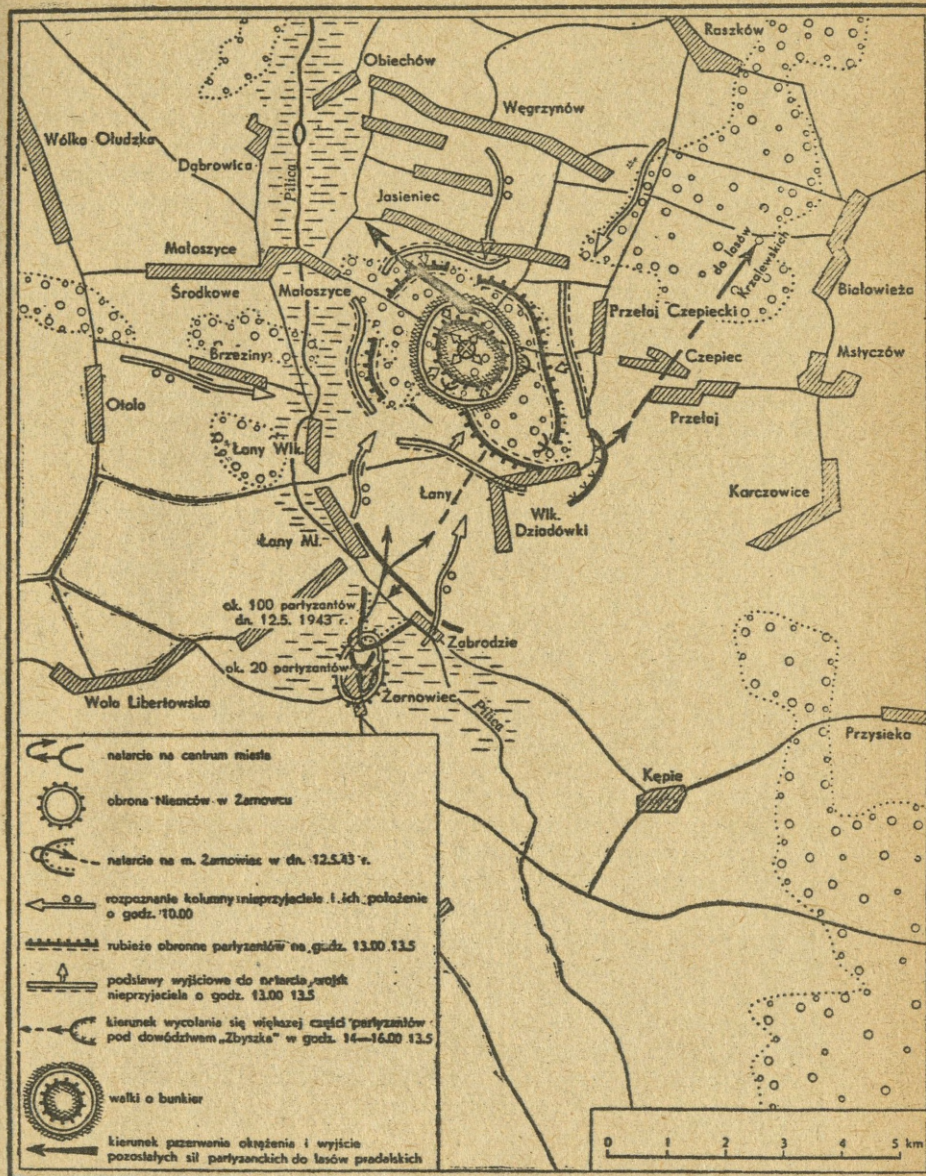 Raszków
Obiechów
Węgrzynów
Wólka Ołudzka
Dąbrowica
Pilica
Jasieniec
do lasów
Krzelewskich
Małoszyce
Środkowe
Małoszyce
Białowieża
Przełaj Czepiecki
Mstyczów
Czepiec
Brzeziny
Otola
Przełaj
Łany Wlk.
Łany
Karczowice
Wlk.
Dziadówki
Łany Mł.
ok. 100 partyzantów
dn. 12.5. 1943 r.
Zabrodzie
ok. 20 partyzantów
Żarnowiec
Wola Libertowska
Pilica
Przysieka
Kępie
natarcie na centrum miasta
obrona Niemców w Żarnowcu
natarcie na m. Żarnowiec w dn. 12.5.43 r.
rozpoznane kolumny nieprzyjaciela i ich położenie
o godz. 10.00
rubieże obronne partyzantów na godz. 13.00 13.5
podstawy wyjściowe do natarcia wojsk
nieprzyjaciela o godz. 13.00 13.5
kierunek wycofania się większej części partyzantów
pod dowództwem „Zbyszka" w godz. 14—16.00 13.5
walki o bunkier
kierunek przerwania okrążenia i wyjście
pozostałych sił partyzanckich do lasów pradelskich
0 1 2 3 4 5 km